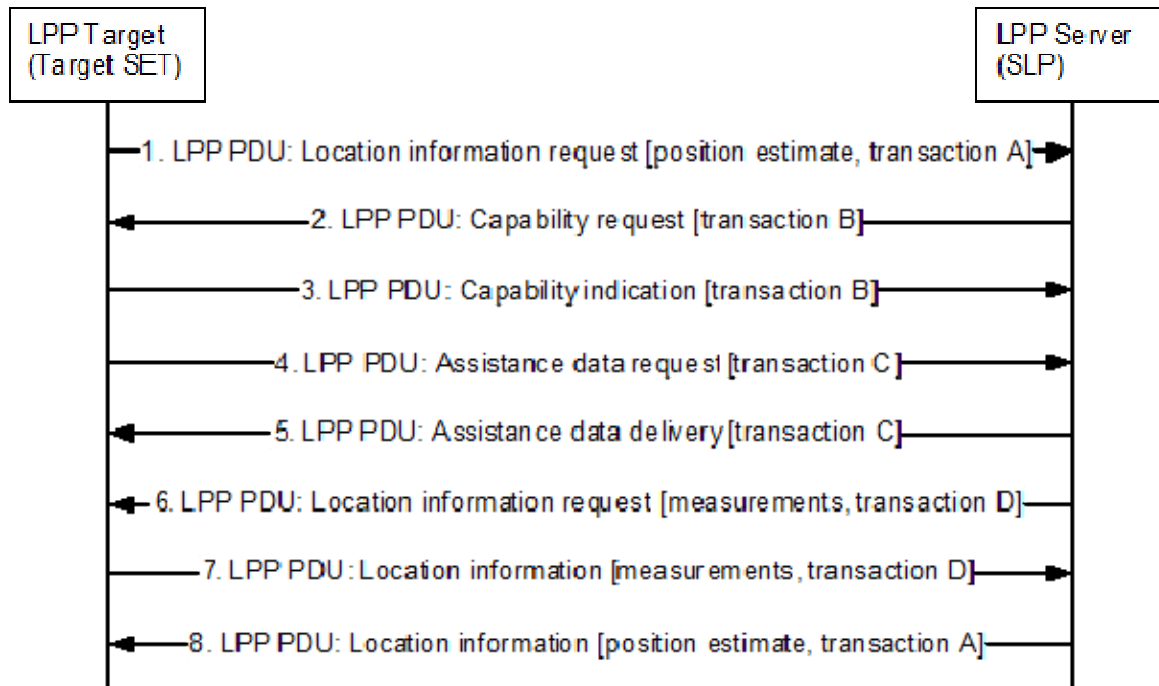 LPP Target
(Target SET)
LPP Server
(SLP)
1. LPP PDU: Location information request [position estimate, transaction A]
2. LPP PDU: Capability request [transaction B]
3. LPP PDU: Capability indication [transaction B]
4. LPP PDU: Assistance data request [transaction C]
5. LPP PDU: Assistance data delivery [transaction C]
6. LPP PDU: Location information request [measurements, transaction D]
7. LPP PDU: Location information [measurements, transaction D]
8. LPP PDU: Location information [position estimate, transaction A]